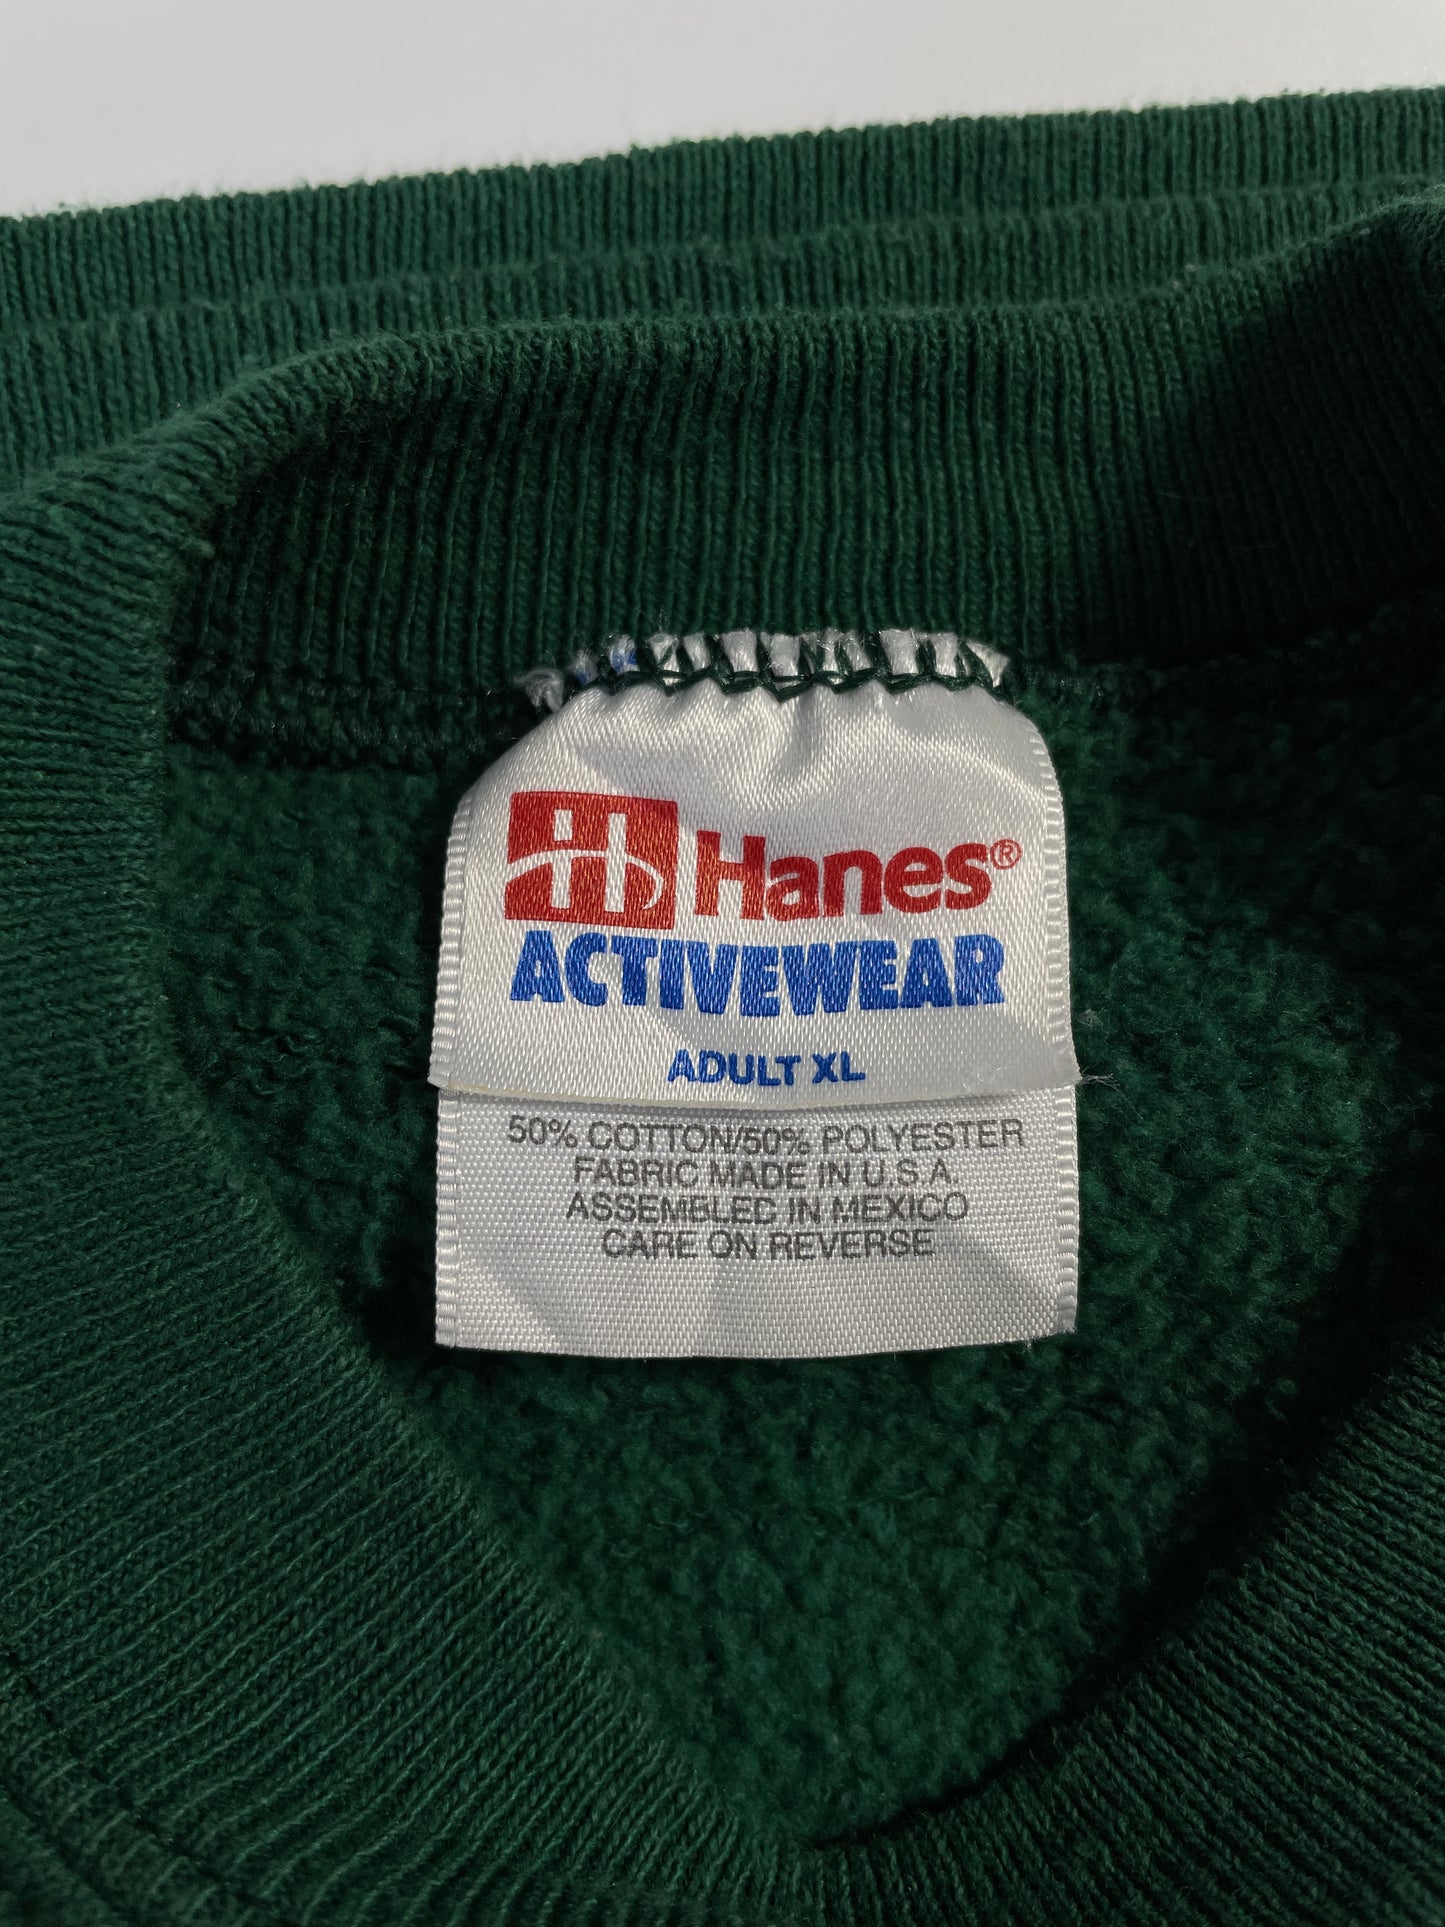 Hanes®
ACTIVEWEAR
ADULT XL
50% COTTON/50% POLYESTER
FABRIC MADE IN U.S.A.
ASSEMBLED IN MEXICO
CARE ON REVERSE